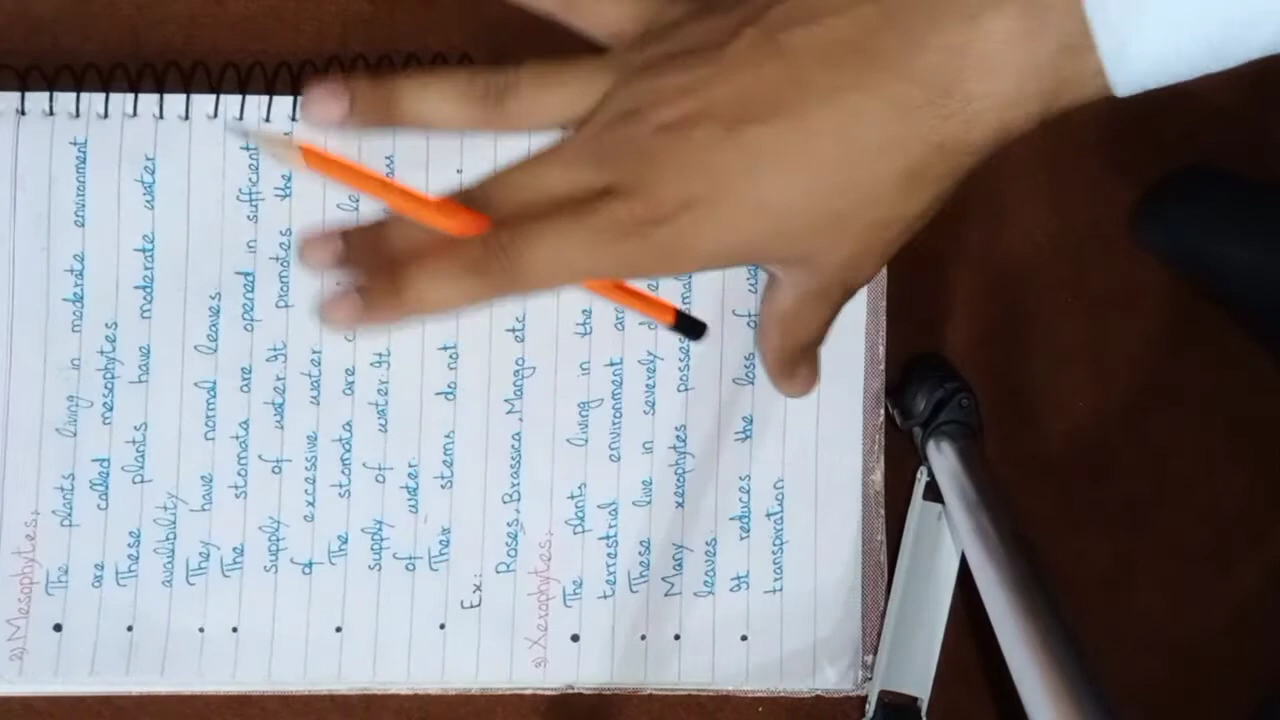 2) Mesophytes:
The plants living in moderate environment
are called mesophytes
These plants have moderate water
availbilty
They have normal leaves.
The stomata are opened in sufficient
supply of water. It promotes the
of excessive water.
The stomata are
supply of water. It
of water.
Their stems do not
Ex:
Roses, Brassica, Mango etc
3) Xerophytes:
The plants living in the
terrestrial environment are
These live in severely
Many xerophytes posses
leaves.
It reduces the loss of
transpiration.